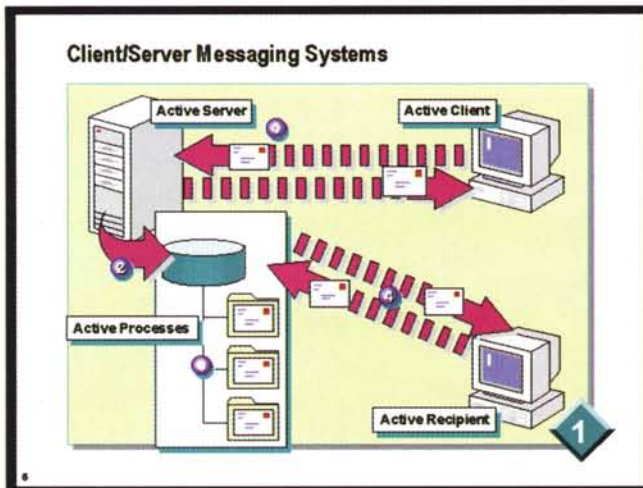 Client/Server Messaging Systems
Active Server
Active Client
Active Processes
Active Recipient
1